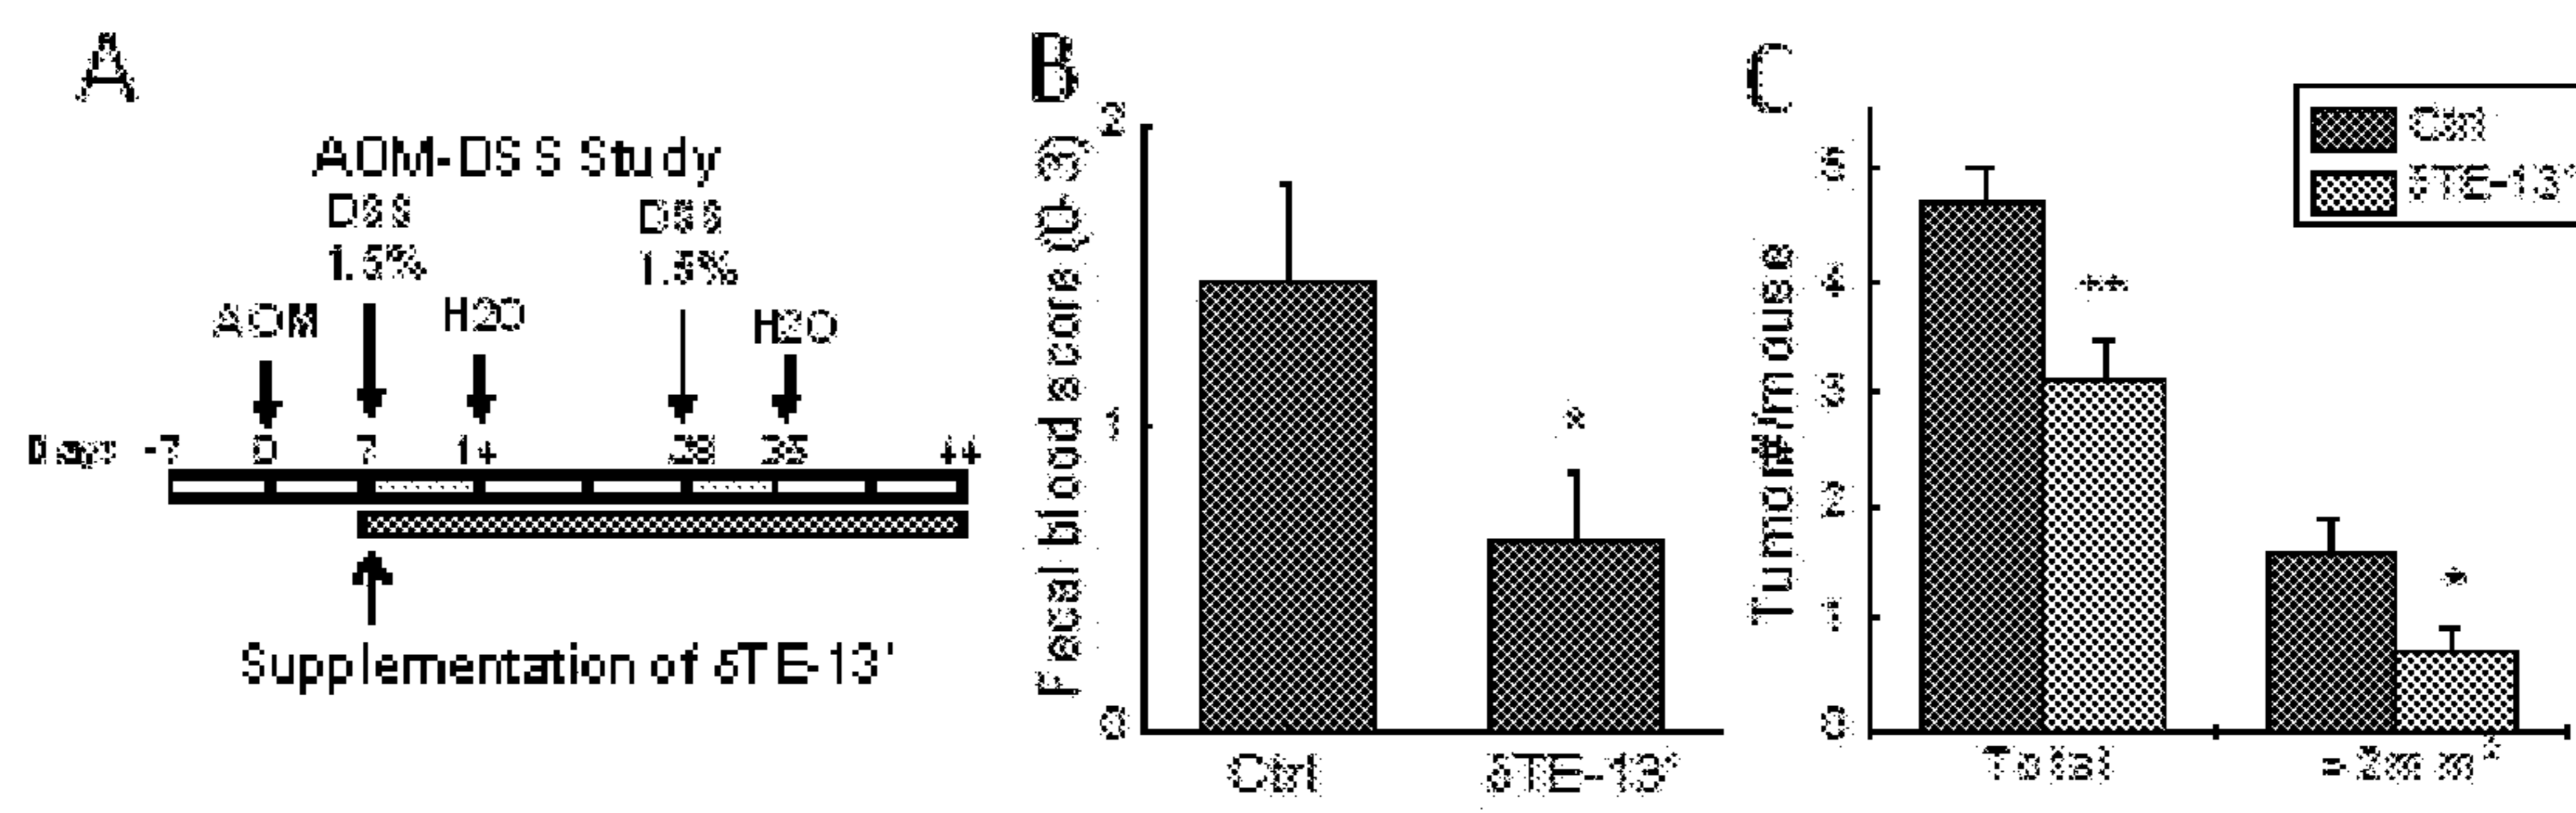 A
AOM-DSS Study
DSS DSS
1.5% 1.5%
AOM H2O H2O
Days -7 0 7 14 28 35 44
Supplementation of δTE-13'
B
Fecal blood score (0-3)
2
1
0
Ctrl δTE-13'
*
C
Tumor#/mouse
5
4
3
2
1
0
**
*
Total
2mm²
Ctrl
δTE-13'